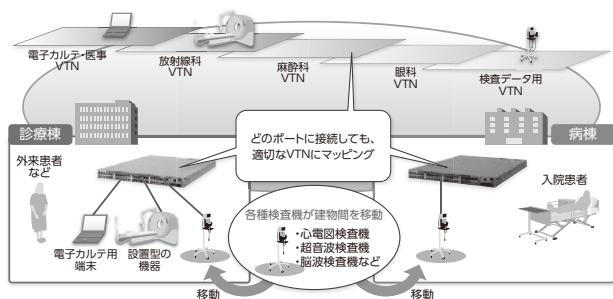 電子カルテ・医事
VTN
放射線科
VTN
麻酔科
VTN
眼科
VTN
検査データ用
VTN
診療棟
病棟
どのポートに接続しても、
適切なVTNにマッピング
外来患者
など
入院患者
各種検査機が建物間を移動
・心電図検査機
・超音波検査機
・脳波検査機など
電子カルテ用
端末
設置型の
機器
移動
移動